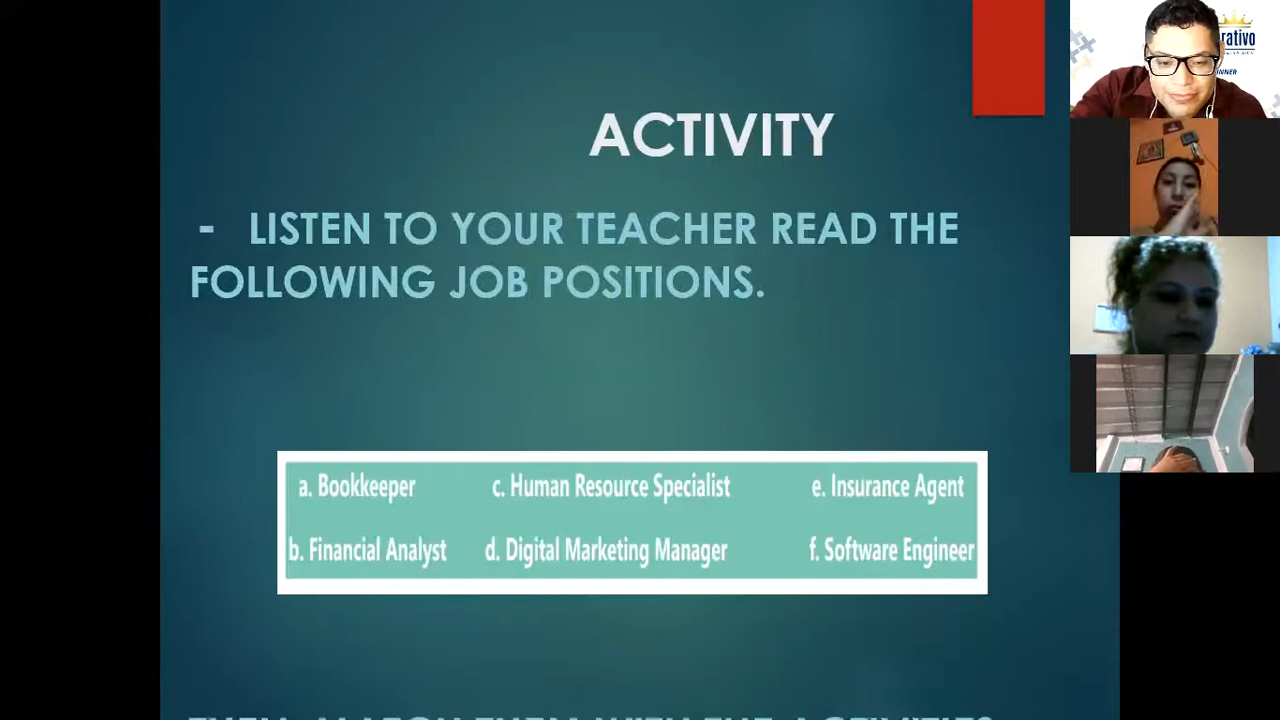 ACTIVITY
- LISTEN TO YOUR TEACHER READ THE
FOLLOWING JOB POSITIONS.
a. Bookkeeper c. Human Resource Specialist e. Insurance Agent
b. Financial Analyst d. Digital Marketing Manager f. Software Engineer